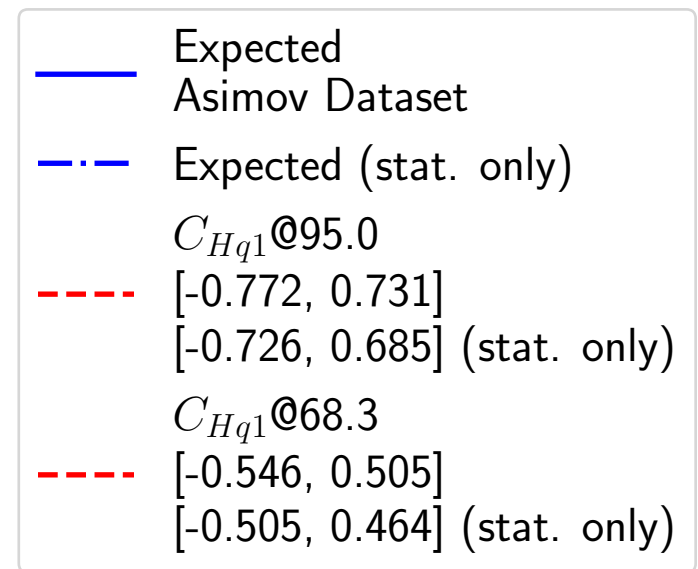 Expected
Asimov Dataset
Expected (stat. only)
$C_{Hq1}$@95.0
[-0.772, 0.731]
[-0.726, 0.685] (stat. only)
$C_{Hq1}$@68.3
[-0.546, 0.505]
[-0.505, 0.464] (stat. only)